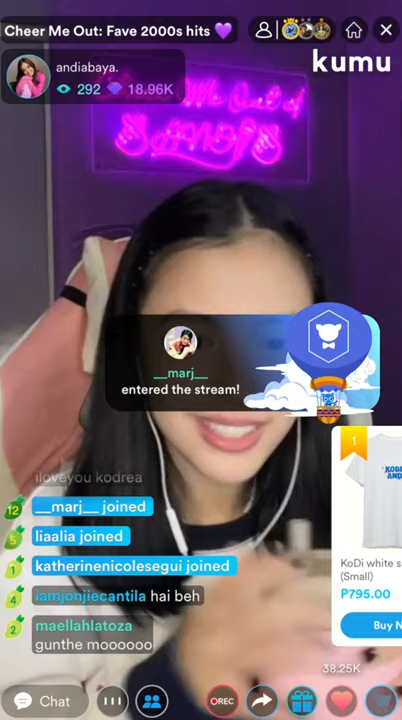 Cheer Me Out: Fave 2000s hits 💜
andiabaya.
292 18.96K
kumu
__marj__
entered the stream!
iloveyou kodrea
12 __marj__ joined
5 liaalia joined
1 katherinenicolesegui joined
4 iamjonjiecantila hai beh
2 maellahlatoza
gunthe moooooo
1
KoDi white s
(Small)
₱795.00
Buy N
38.25K
Chat
REC